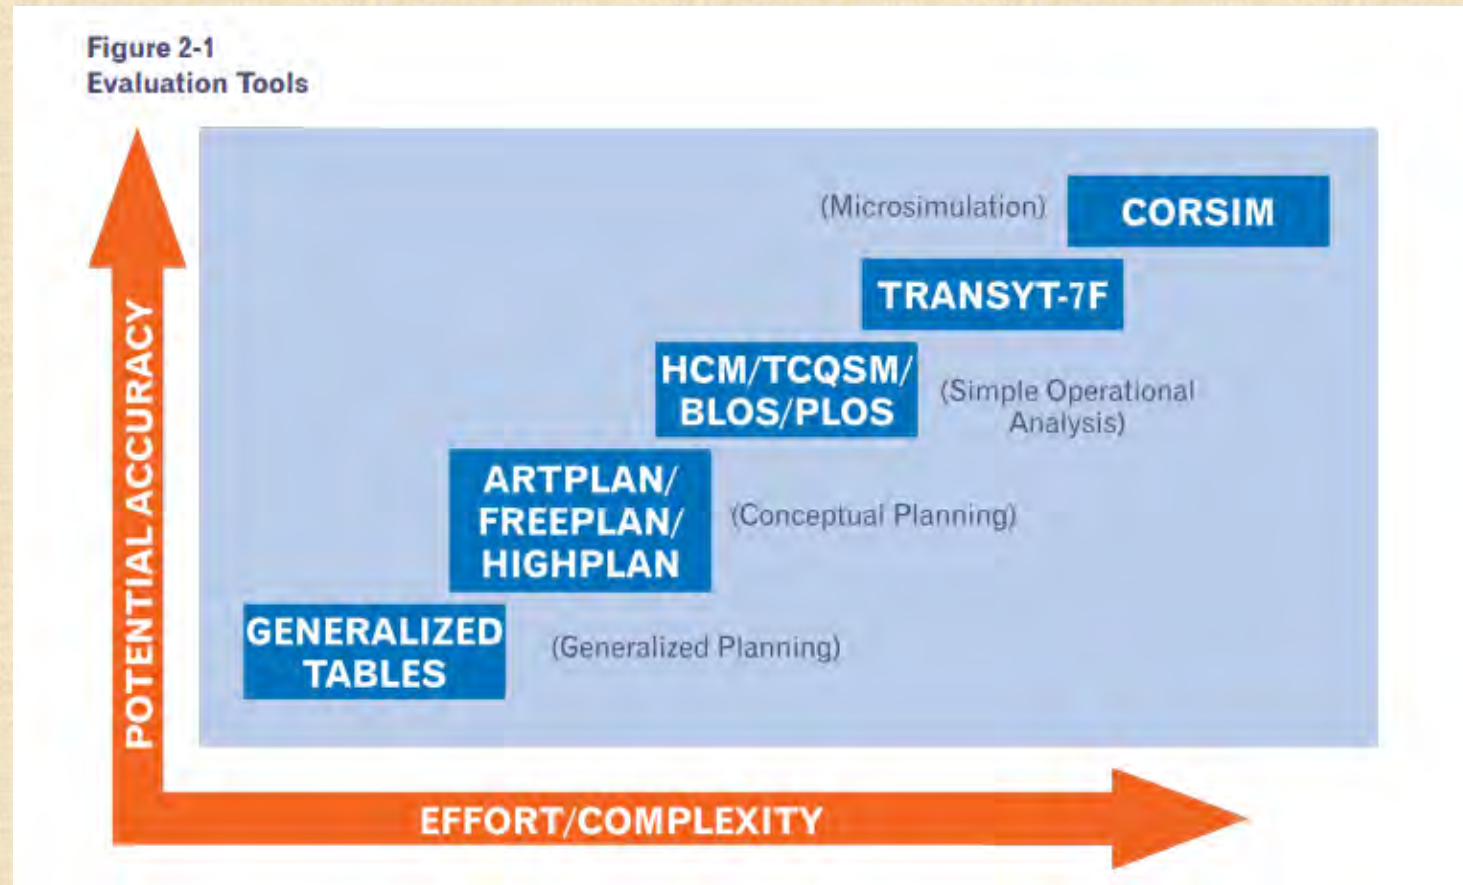 Figure 2-1
Evaluation Tools
(Microsimulation)
CORSIM
TRANSYT-7F
HCM/TCQSM/
BLOS/PLOS
(Simple Operational
Analysis)
ARTPLAN/
FREEPLAN/
HIGHPLAN
(Conceptual Planning)
GENERALIZED
TABLES
(Generalized Planning)
POTENTIAL ACCURACY
EFFORT/COMPLEXITY